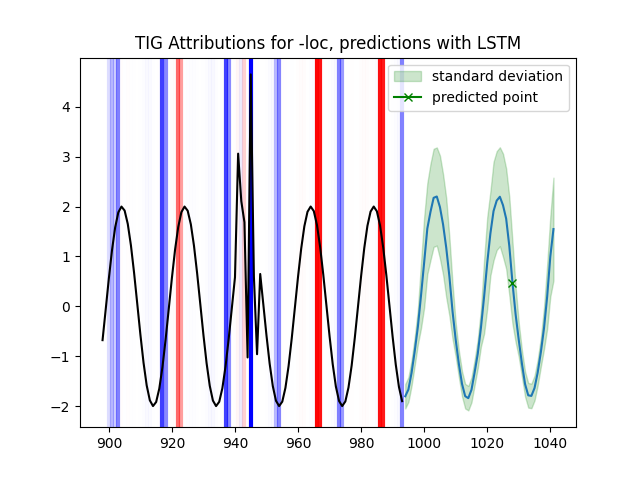 TIG Attributions for -loc, predictions with LSTM
standard deviation
predicted point
4
3
2
1
0
−1
−2
900 920 940 960 980 1000 1020 1040